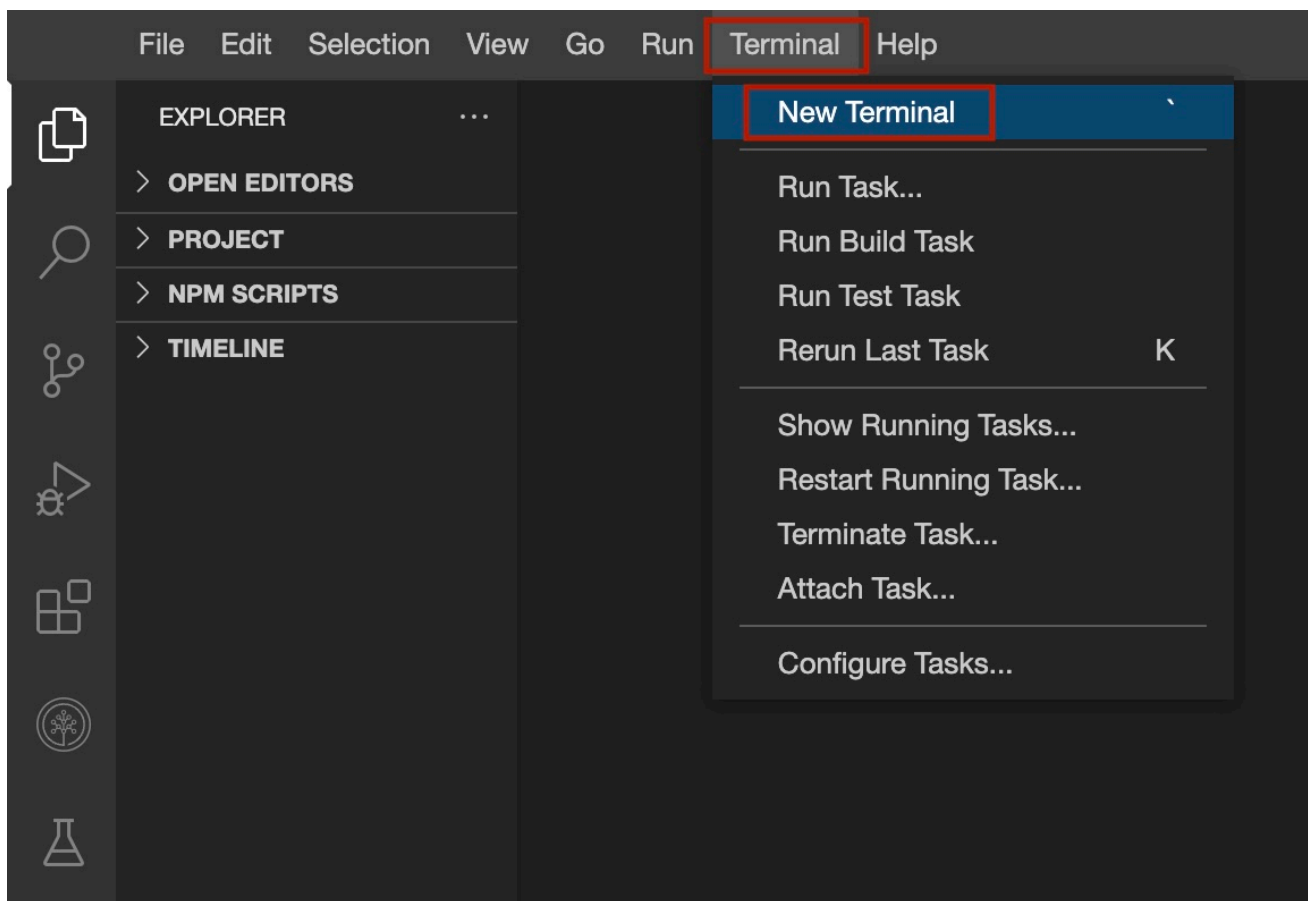 File Edit Selection View Go Run Terminal Help
EXPLORER ...
> OPEN EDITORS
> PROJECT
> NPM SCRIPTS
> TIMELINE
New Terminal `
Run Task...
Run Build Task
Run Test Task
Rerun Last Task K
Show Running Tasks...
Restart Running Task...
Terminate Task...
Attach Task...
Configure Tasks...